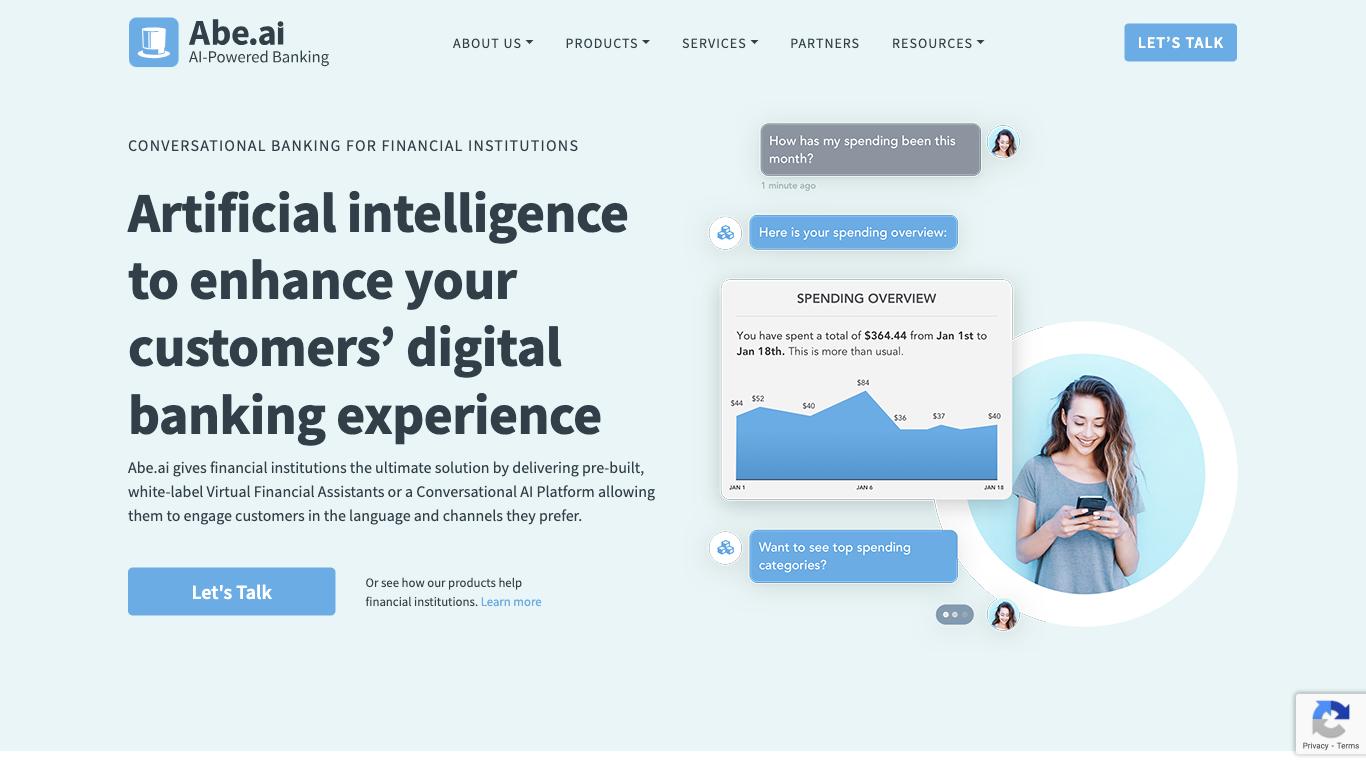 Abe.ai
AI-Powered Banking
ABOUT US
PRODUCTS
SERVICES
PARTNERS
RESOURCES
LET’S TALK
CONVERSATIONAL BANKING FOR FINANCIAL INSTITUTIONS
Artificial intelligence
to enhance your
customers’ digital
banking experience
Abe.ai gives financial institutions the ultimate solution by delivering pre-built,
white-label Virtual Financial Assistants or a Conversational AI Platform allowing
them to engage customers in the language and channels they prefer.
Let's Talk
Or see how our products help
financial institutions. Learn more
How has my spending been this
month?
1 minute ago
Here is your spending overview:
SPENDING OVERVIEW
You have spent a total of $364.44 from Jan 1st to
Jan 18th. This is more than usual.
$44
$52
$40
$84
$36
$37
$40
JAN 1
JAN 6
JAN 18
Want to see top spending
categories?
Privacy - Terms